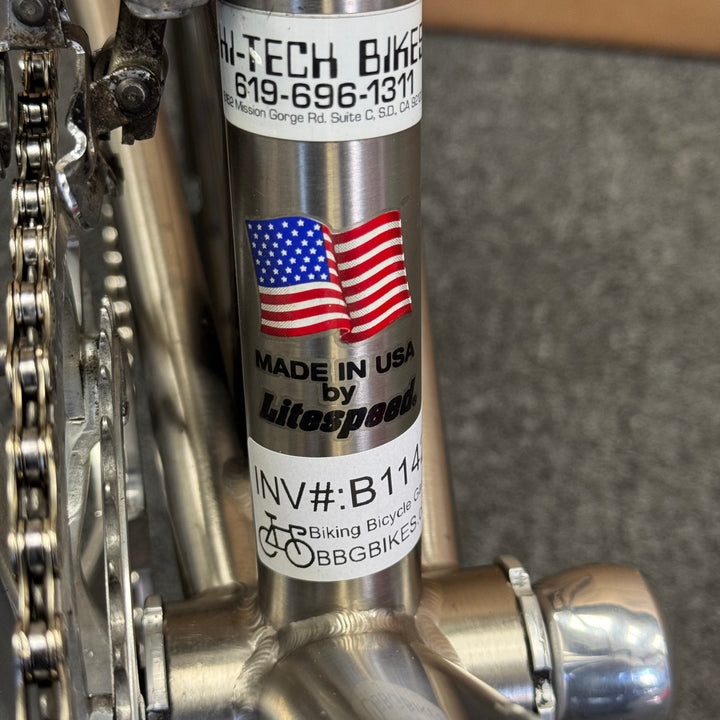 HI-TECH BIKES
619-696-1311
Mission Gorge Rd. Suite C, S.D., CA
MADE IN USA
by
Litespeed.
INV#:B114
Biking Bicycle
BBGBIKES.